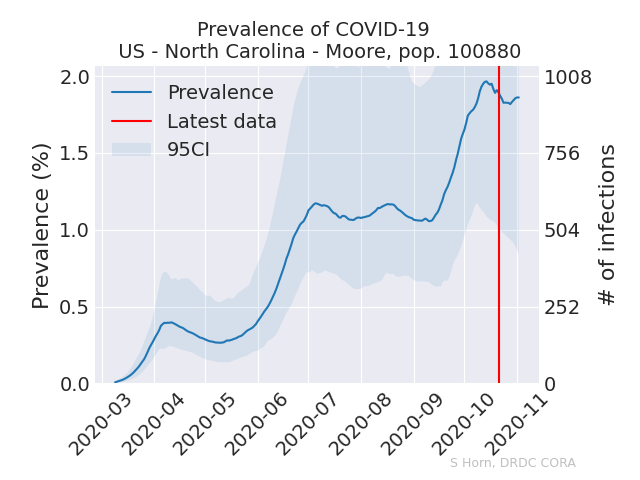 Prevalence of COVID-19
US - North Carolina - Moore, pop. 100880
Prevalence
Latest data
95CI
Prevalence (%)
2.0
1.5
1.0
0.5
0.0
# of infections
1008
756
504
252
0
2020-03
2020-04
2020-05
2020-06
2020-07
2020-08
2020-09
2020-10
2020-11
S Horn, DRDC CORA